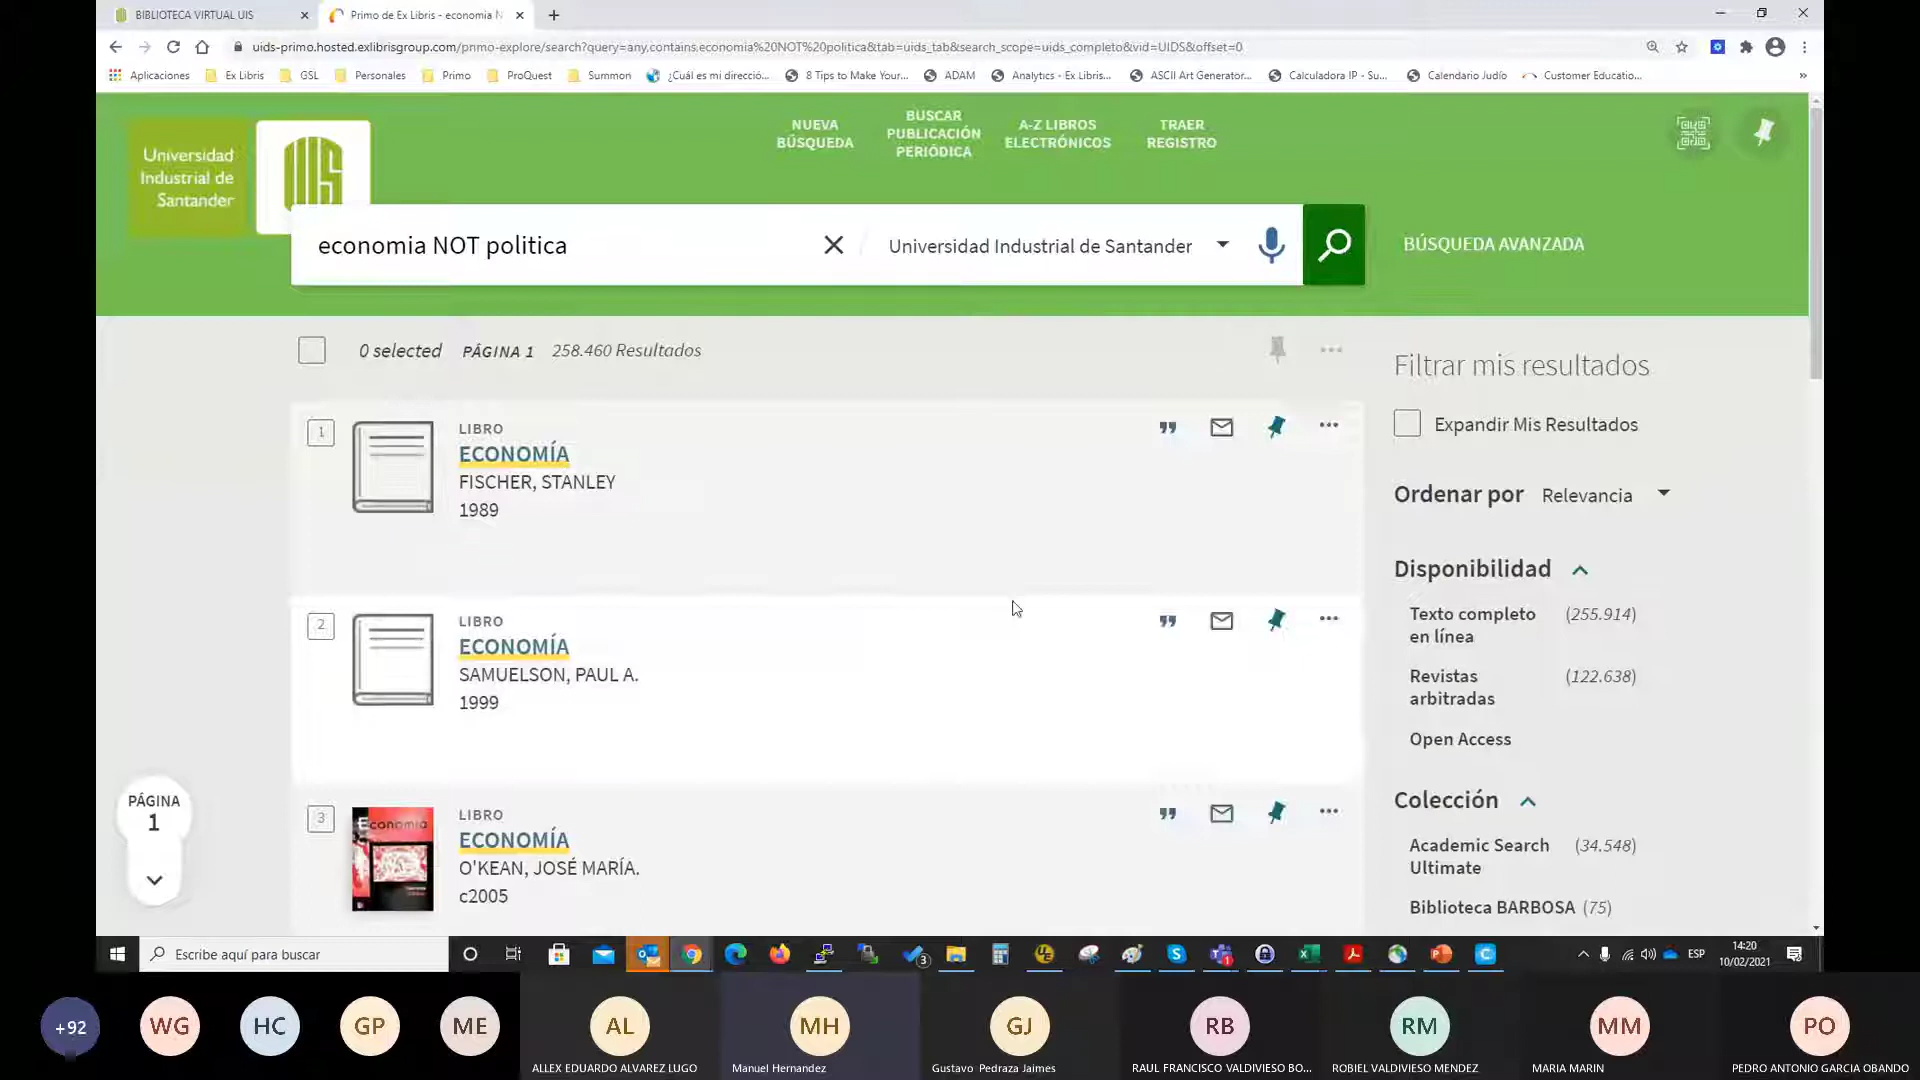 BIBLIOTECA VIRTUAL UIS
Primo de Ex Libris - economia N
uids-primo.hosted.exlibrisgroup.com/primo-explore/search?query=any,contains,economia%20NOT%20politica&tab=uids_tab&search_scope=uids_completo&vid=UIDS&offset=0
Aplicaciones Ex Libris GSL Personales Primo ProQuest Summon ¿Cuál es mi direcció... 8 Tips to Make Your... ADAM Analytics - Ex Libris... ASCII Art Generator... Calculadora IP - Su... Calendario Judío Customer Educatio... »
Universidad
Industrial de
Santander
UIS
NUEVA
BÚSQUEDA
BUSCAR
PUBLICACIÓN
PERIÓDICA
A-Z LIBROS
ELECTRÓNICOS
TRAER
REGISTRO
economia NOT politica
Universidad Industrial de Santander
BÚSQUEDA AVANZADA
0 selected PÁGINA 1 258.460 Resultados
1
LIBRO
ECONOMÍA
FISCHER, STANLEY
1989
2
LIBRO
ECONOMÍA
SAMUELSON, PAUL A.
1999
3
Economía
LIBRO
ECONOMÍA
O'KEAN, JOSÉ MARÍA.
c2005
PÁGINA
1
Filtrar mis resultados
Expandir Mis Resultados
Ordenar por Relevancia
Disponibilidad
Texto completo
en línea
(255.914)
Revistas
arbitradas
(122.638)
Open Access
Colección
Academic Search
Ultimate
(34.548)
Biblioteca BARBOSA (75)
Escribe aquí para buscar
3
ESP
14:20
10/02/2021
+92
WG
HC
GP
ME
AL
ALLEX EDUARDO ALVAREZ LUGO
MH
Manuel Hernandez
GJ
Gustavo Pedraza Jaimes
RB
RAUL FRANCISCO VALDIVIESO BO...
RM
ROBIEL VALDIVIESO MENDEZ
MM
MARIA MARIN
PO
PEDRO ANTONIO GARCIA OBANDO